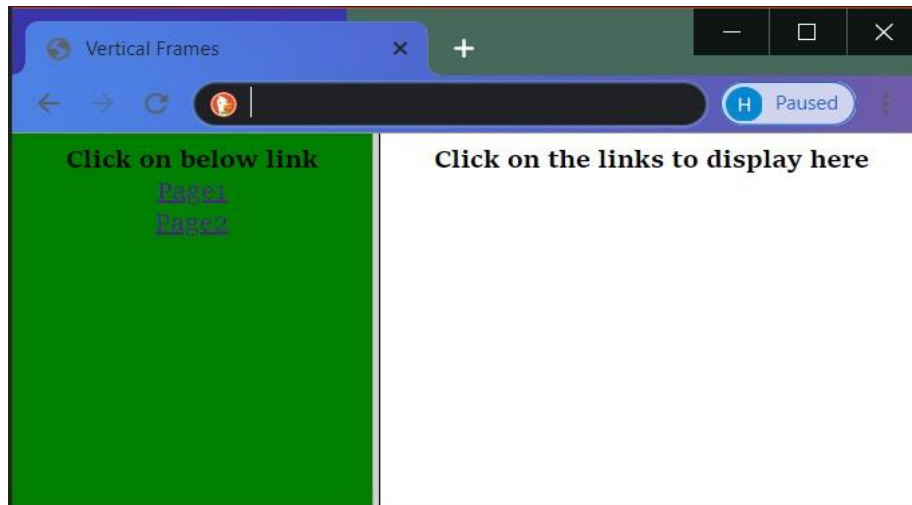 Vertical Frames
H Paused
Click on below link
Page1
Page2
Click on the links to display here